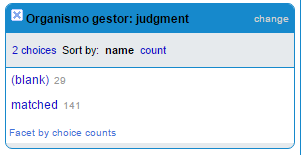 Organismo gestor: judgment change
2 choices Sort by: name count
(blank) 29
matched 141
Facet by choice counts